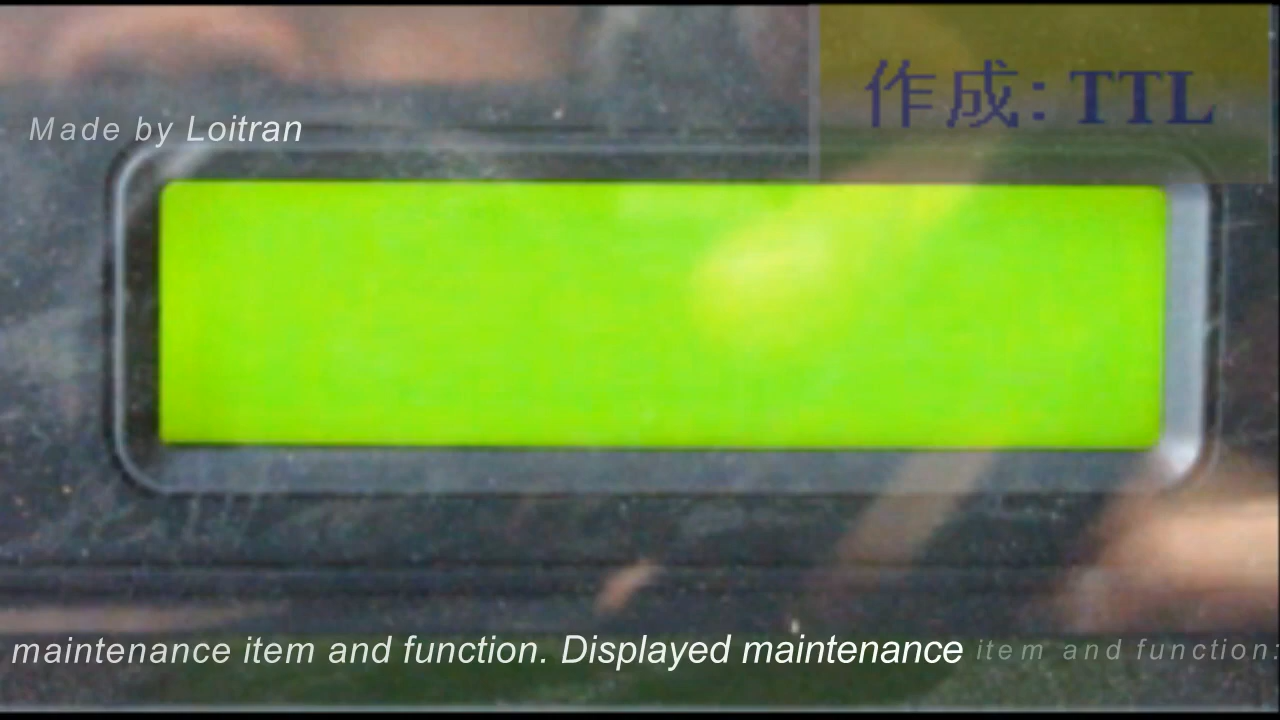 作成: TTL
Made by Loitran
maintenance item and function. Displayed maintenance item and function: